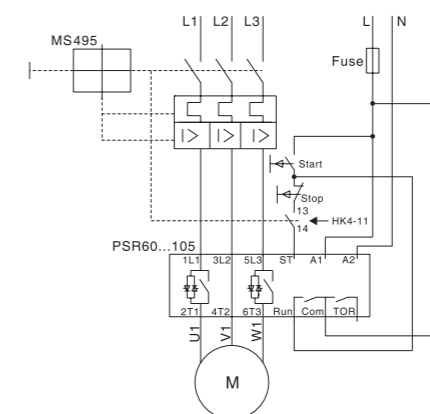 L1 L2 L3 L N
MS495
Fuse
Start
Stop
13
14 HK4-11
PSR60...105
1L1 3L2 5L3 ST A1 A2
2T1 4T2 6T3 Run Com TOR
U1 V1 W1
M